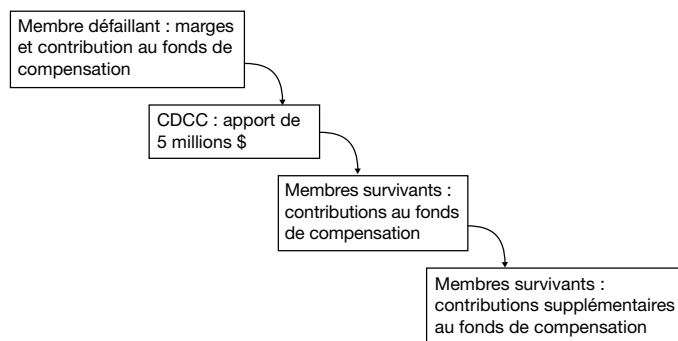 Membre défaillant : marges
et contribution au fonds de
compensation
CDCC : apport de
5 millions $
Membres survivants :
contributions au fonds
de compensation
Membres survivants :
contributions supplémentaires
au fonds de compensation